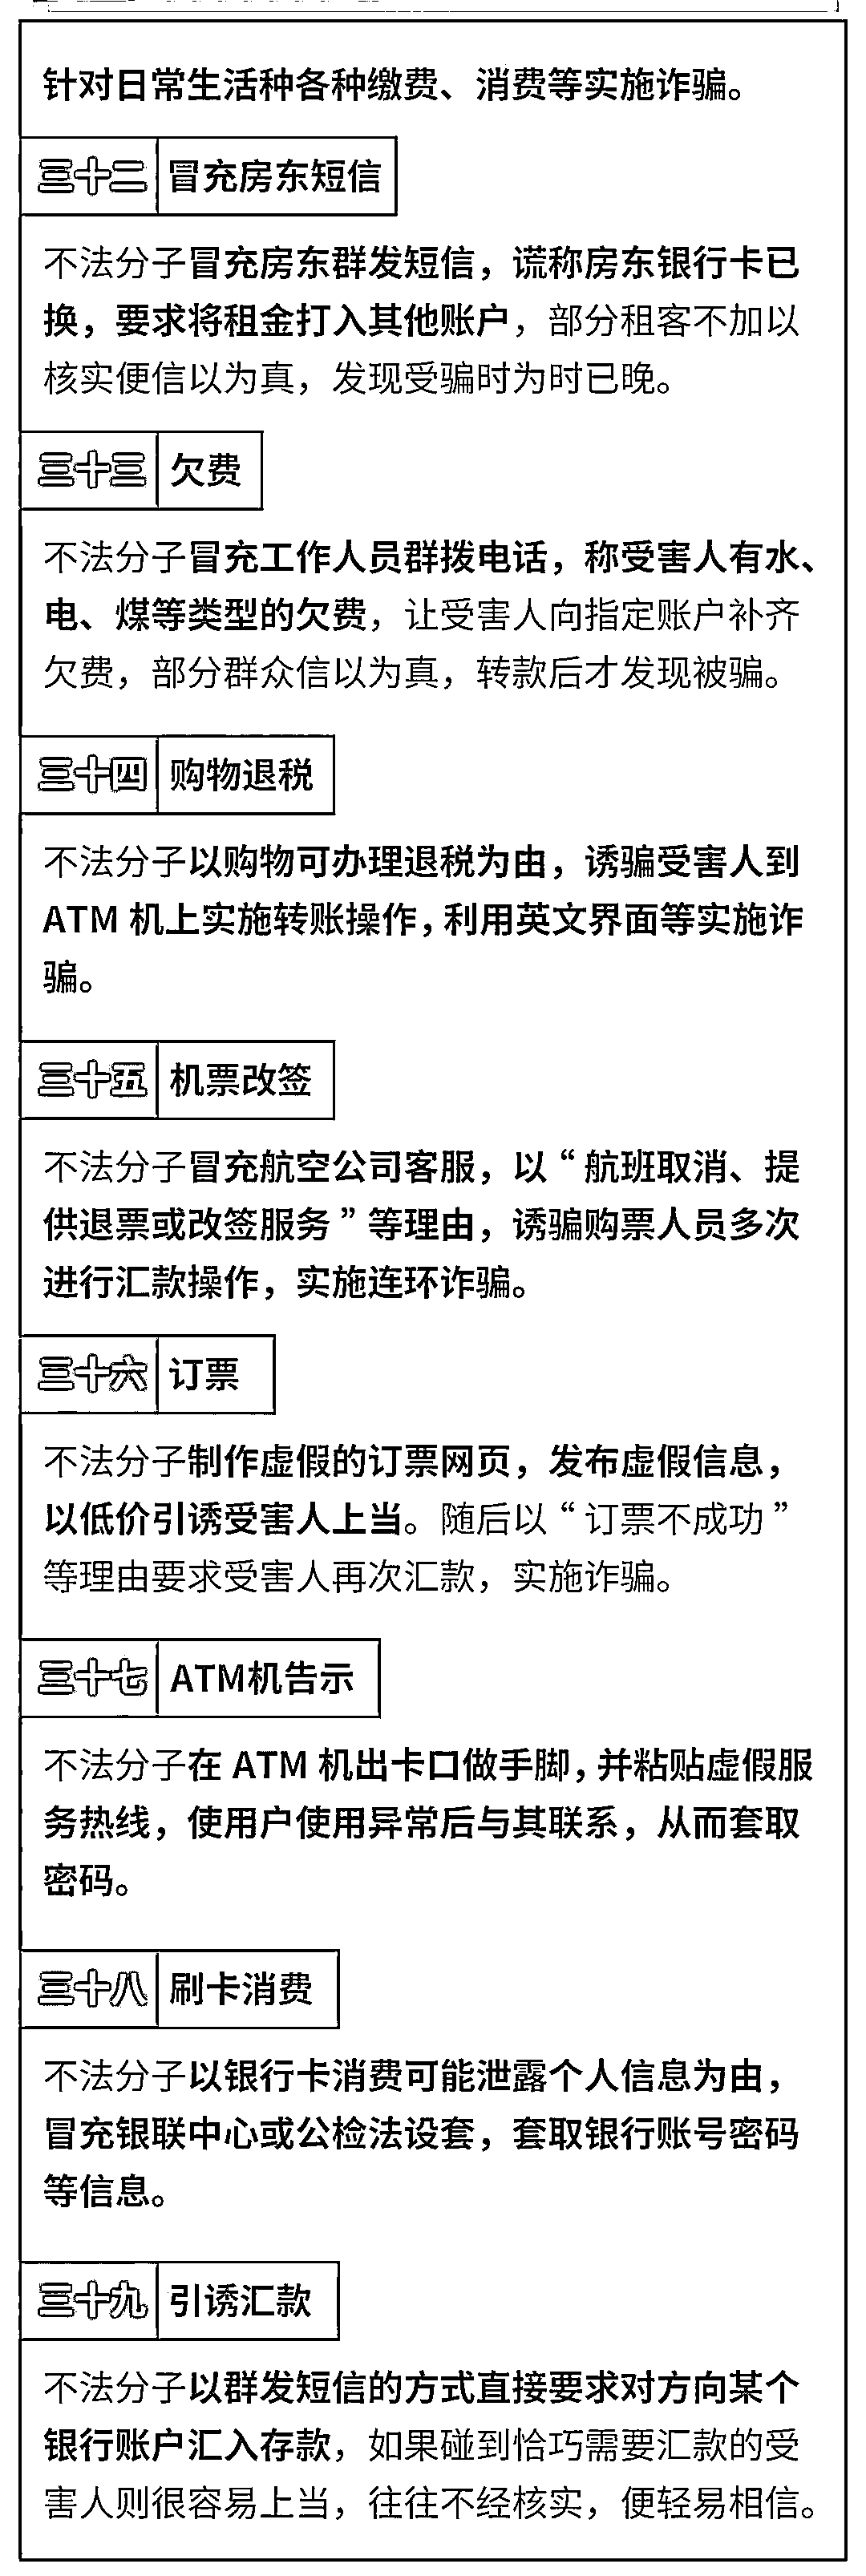 针对日常生活种各种缴费、消费等实施诈骗。
三十二 冒充房东短信
不法分子冒充房东群发短信，谎称房东银行卡已
换，要求将租金打入其他账户，部分租客不加以
核实便信以为真，发现受骗时为时已晚。
三十三 欠费
不法分子冒充工作人员群拨电话，称受害人有水、
电、煤等类型的欠费，让受害人向指定账户补齐
欠费，部分群众信以为真，转款后才发现被骗。
三十四 购物退税
不法分子以购物可办理退税为由，诱骗受害人到
ATM 机上实施转账操作，利用英文界面等实施诈
骗。
三十五 机票改签
不法分子冒充航空公司客服，以“航班取消、提
供退票或改签服务”等理由，诱骗购票人员多次
进行汇款操作，实施连环诈骗。
三十六 订票
不法分子制作虚假的订票网页，发布虚假信息，
以低价引诱受害人上当。随后以“订票不成功”
等理由要求受害人再次汇款，实施诈骗。
三十七 ATM机告示
不法分子在 ATM 机出卡口做手脚，并粘贴虚假服
务热线，使用户使用异常后与其联系，从而套取
密码。
三十八 刷卡消费
不法分子以银行卡消费可能泄露个人信息为由，
冒充银联中心或公检法设套，套取银行账号密码
等信息。
三十九 引诱汇款
不法分子以群发短信的方式直接要求对方向某个
银行账户汇入存款，如果碰到恰巧需要汇款的受
害人则很容易上当，往往不经核实，便轻易相信。